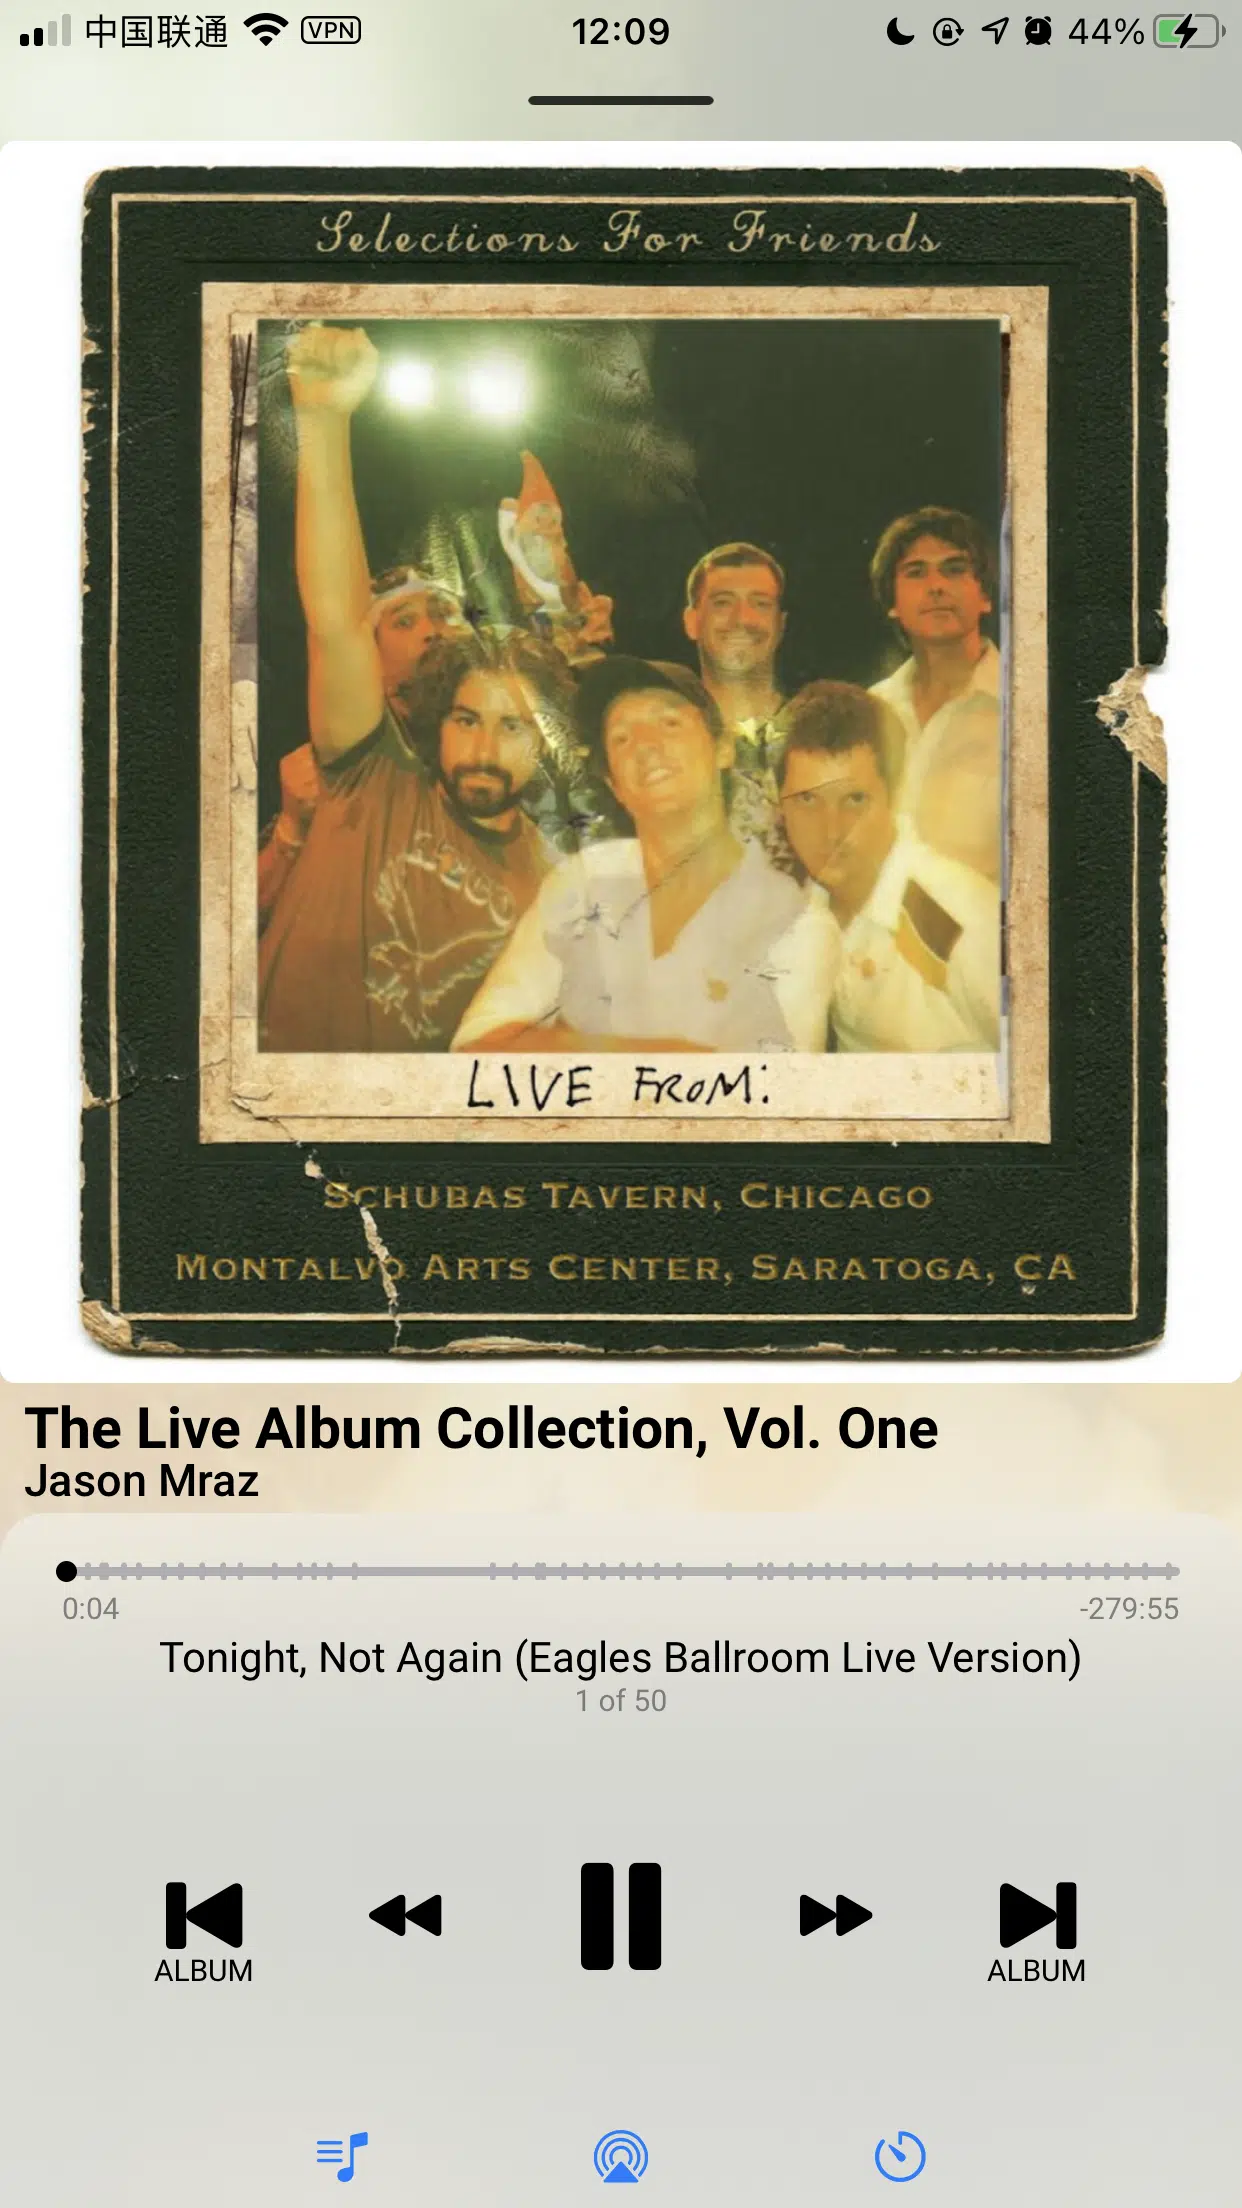 中国联通 VPN 12:09 44%
Selections For Friends
LIVE FROM:
SCHUBAS TAVERN, CHICAGO
MONTALVO ARTS CENTER, SARATOGA, CA
The Live Album Collection, Vol. One
Jason Mraz
0:04 -279:55
Tonight, Not Again (Eagles Ballroom Live Version)
1 of 50
ALBUM ALBUM